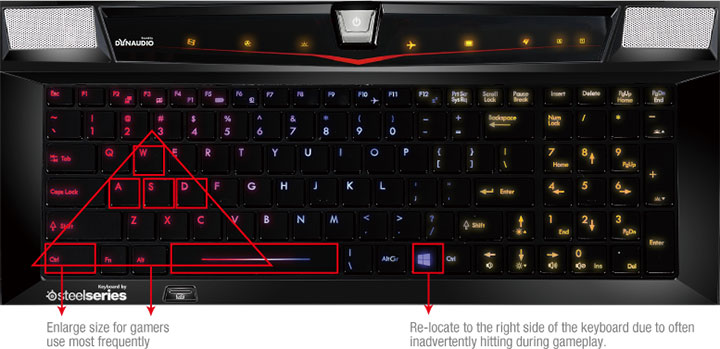 DYNAUDIO
Esc F1 F2 F3 F4 F5 F6 F7 F8 F9 F10 F11 F12 Prt Scr Sys Rq Scroll Lock Pause Break Insert Delete PgUp Home PgDn End
~ ` ! 1 @ 2 # 3 $ 4 % 5 ^ 6 & 7 * 8 ( 9 ) 0 _ - + = Backspace Num Lock / * -
Tab Q W E R T Y U I O P { [ } ] | \ 7 Home 8 9 PgUp +
Caps Lock A S D F G H J K L : ; " ' Enter 4 5 6
Shift Z X C V B N M < , > . ? / Shift 1 End 2 3 PgDn Enter
Ctrl Fn Alt | \ AltGr Ctrl 0 Ins . Del
Keyboard by
steelseries
Enlarge size for gamers
use most frequently
Re-locate to the right side of the keyboard due to often
inadvertently hitting during gameplay.